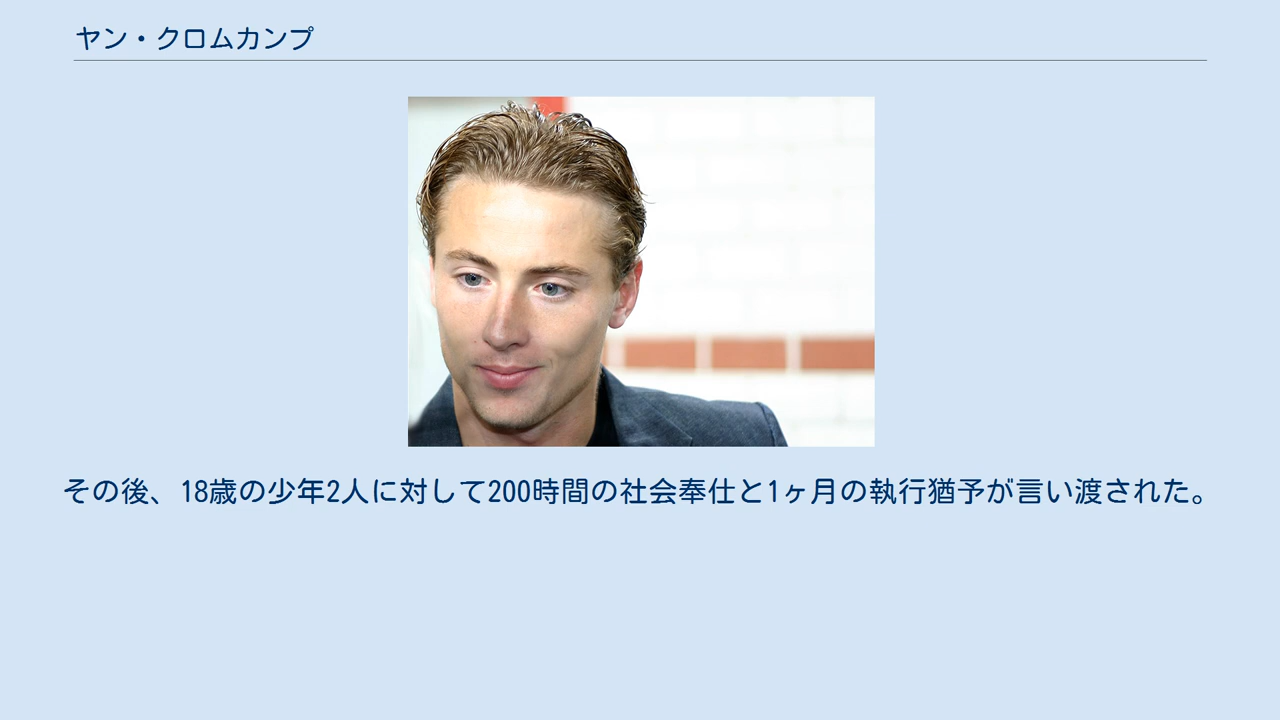 ヤン・クロムカンプ
その後、18歳の少年2人に対して200時間の社会奉仕と1ヶ月の執行猶予が言い渡された。